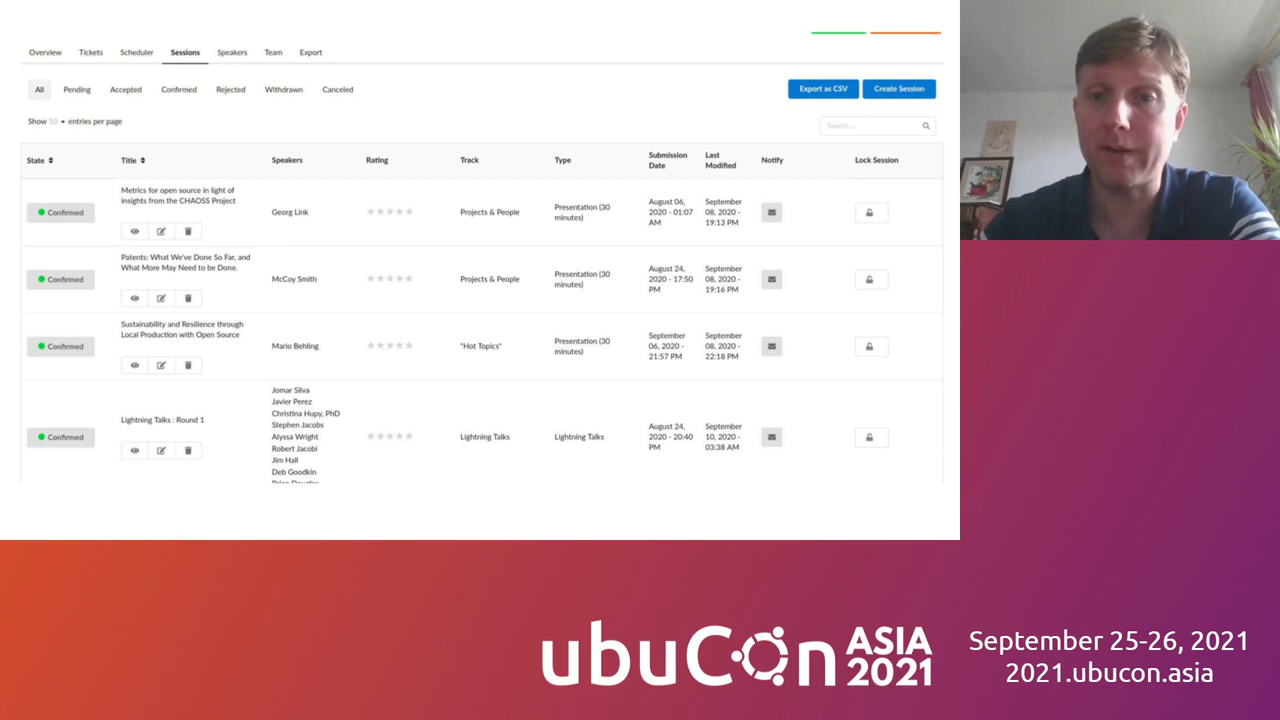 Overview Tickets Scheduler Sessions Speakers Team Export
All Pending Accepted Confirmed Rejected Withdrawn Canceled Export as CSV Create Session
Show 10 entries per page
Search ...
State Title Speakers Rating Track Type Submission Date Last Modified Notify Lock Session
Confirmed
Metrics for open source in light of
insights from the CHAOSS Project
Georg Link
Projects & People
Presentation (30
minutes)
August 06,
2020 - 01:07
AM
September
08, 2020 -
19:13 PM
Confirmed
Patents: What We've Done So Far, and
What More May Need to be Done.
McCoy Smith
Projects & People
Presentation (30
minutes)
August 24,
2020 - 17:50
PM
September
08, 2020 -
19:16 PM
Confirmed
Sustainability and Resilience through
Local Production with Open Source
Mario Behling
"Hot Topics"
Presentation (30
minutes)
September
06, 2020 -
21:57 PM
September
08, 2020 -
22:18 PM
Confirmed
Lightning Talks : Round 1
Jomar Silva
Javier Perez
Christina Hupy, PhD
Stephen Jacobs
Alyssa Wright
Robert Jacobi
Jim Hall
Deb Goodkin
Lightning Talks
Lightning Talks
August 24,
2020 - 20:40
PM
September
10, 2020 -
03:38 AM
ubuCon ASIA 2021
September 25-26, 2021
2021.ubucon.asia